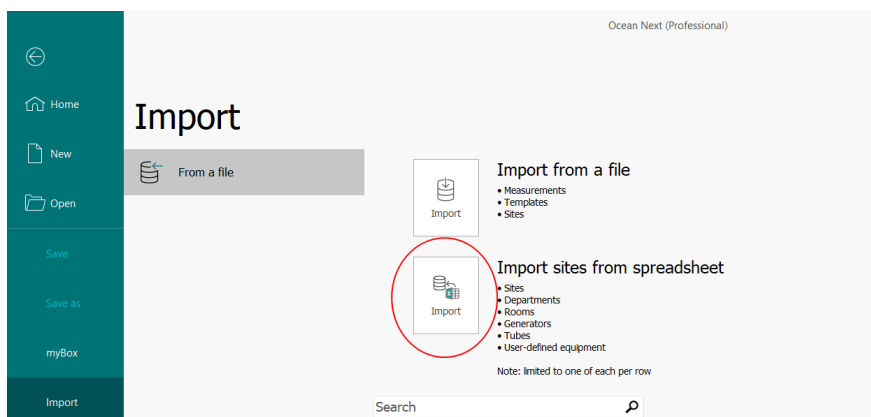 Ocean Next (Professional)
Home
New
Open
Save
Save as
myBox
Import
Import
From a file
Import
Import from a file
• Measurements
• Templates
• Sites
Import
Import sites from spreadsheet
• Sites
• Departments
• Rooms
• Generators
• Tubes
• User-defined equipment
Note: limited to one of each per row
Search